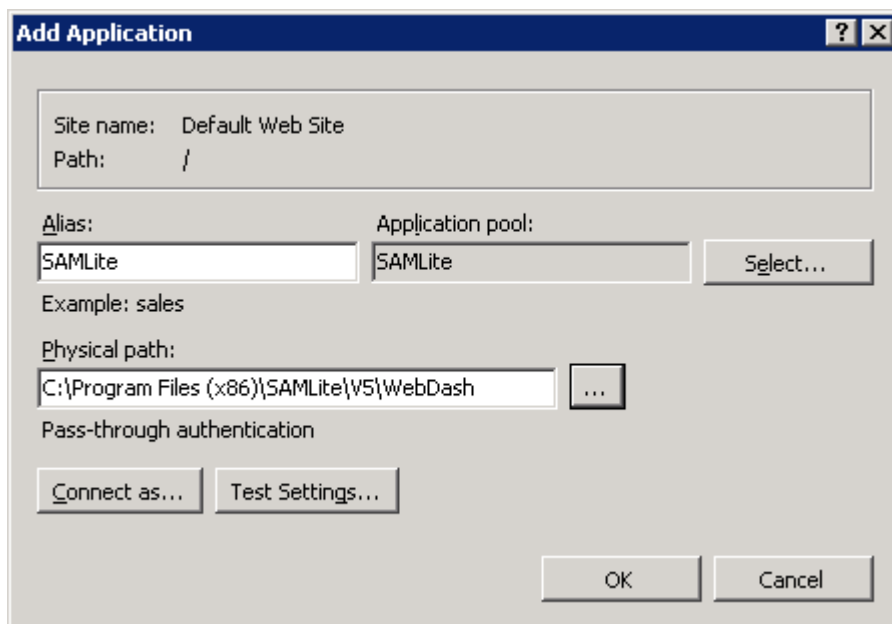 Add Application
?
Site name: Default Web Site
Path: /
Alias: Application pool:
SAMLite SAMLite Select...
Example: sales
Physical path:
C:\Program Files (x86)\SAMLite\V5\WebDash ...
Pass-through authentication
Connect as... Test Settings...
OK Cancel